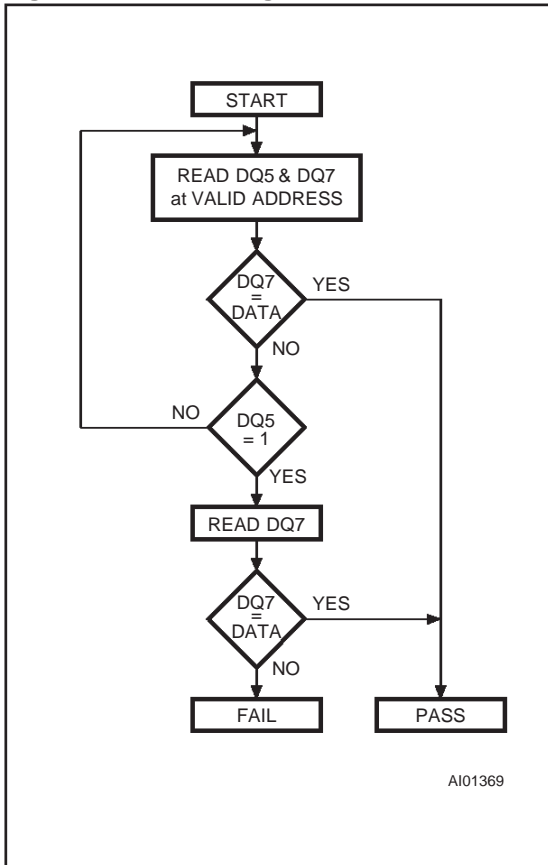 START
READ DQ5 & DQ7
at VALID ADDRESS
DQ7
=
DATA
YES
NO
DQ5
= 1
NO
YES
READ DQ7
DQ7
=
DATA
YES
NO
FAIL
PASS
AI01369